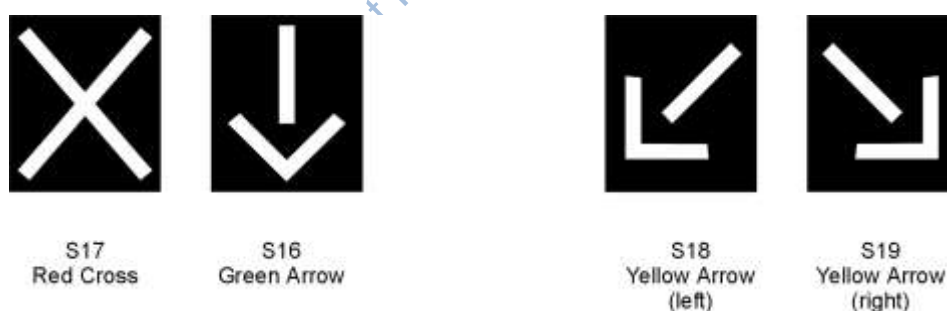 S17
Red Cross
S16
Green Arrow
S18
Yellow Arrow
(left)
S19
Yellow Arrow
(right)